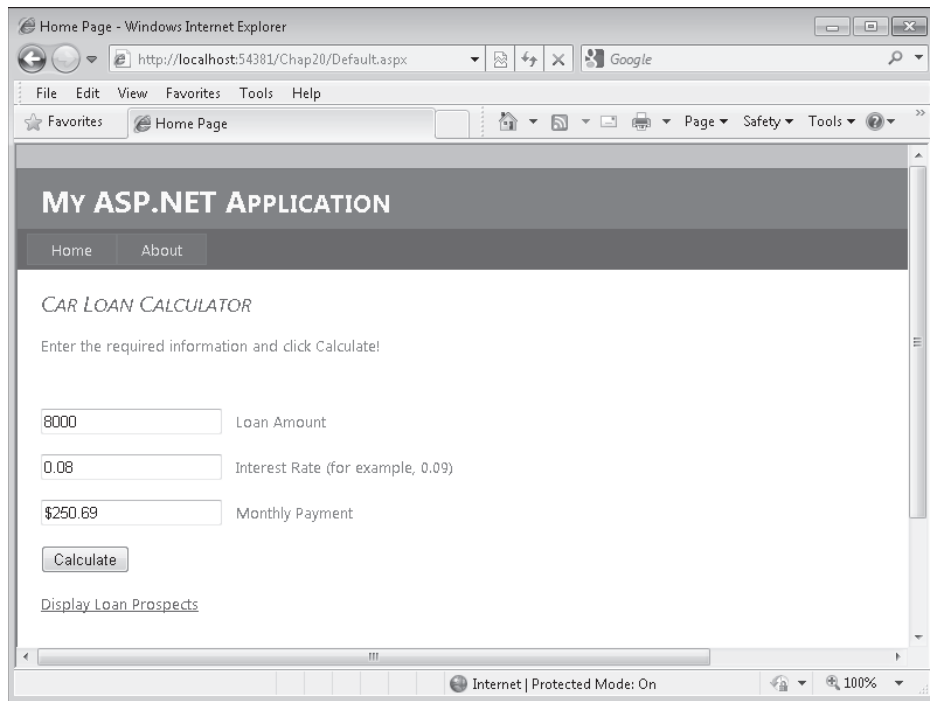 Home Page - Windows Internet Explorer
http://localhost:54381/Chap20/Default.aspx
Google
File Edit View Favorites Tools Help
Favorites Home Page Page Safety Tools
My ASP.NET Application
Home About
Car Loan Calculator
Enter the required information and click Calculate!
8000 Loan Amount
0.08 Interest Rate (for example, 0.09)
$250.69 Monthly Payment
Calculate
Display Loan Prospects
Internet | Protected Mode: On 100%